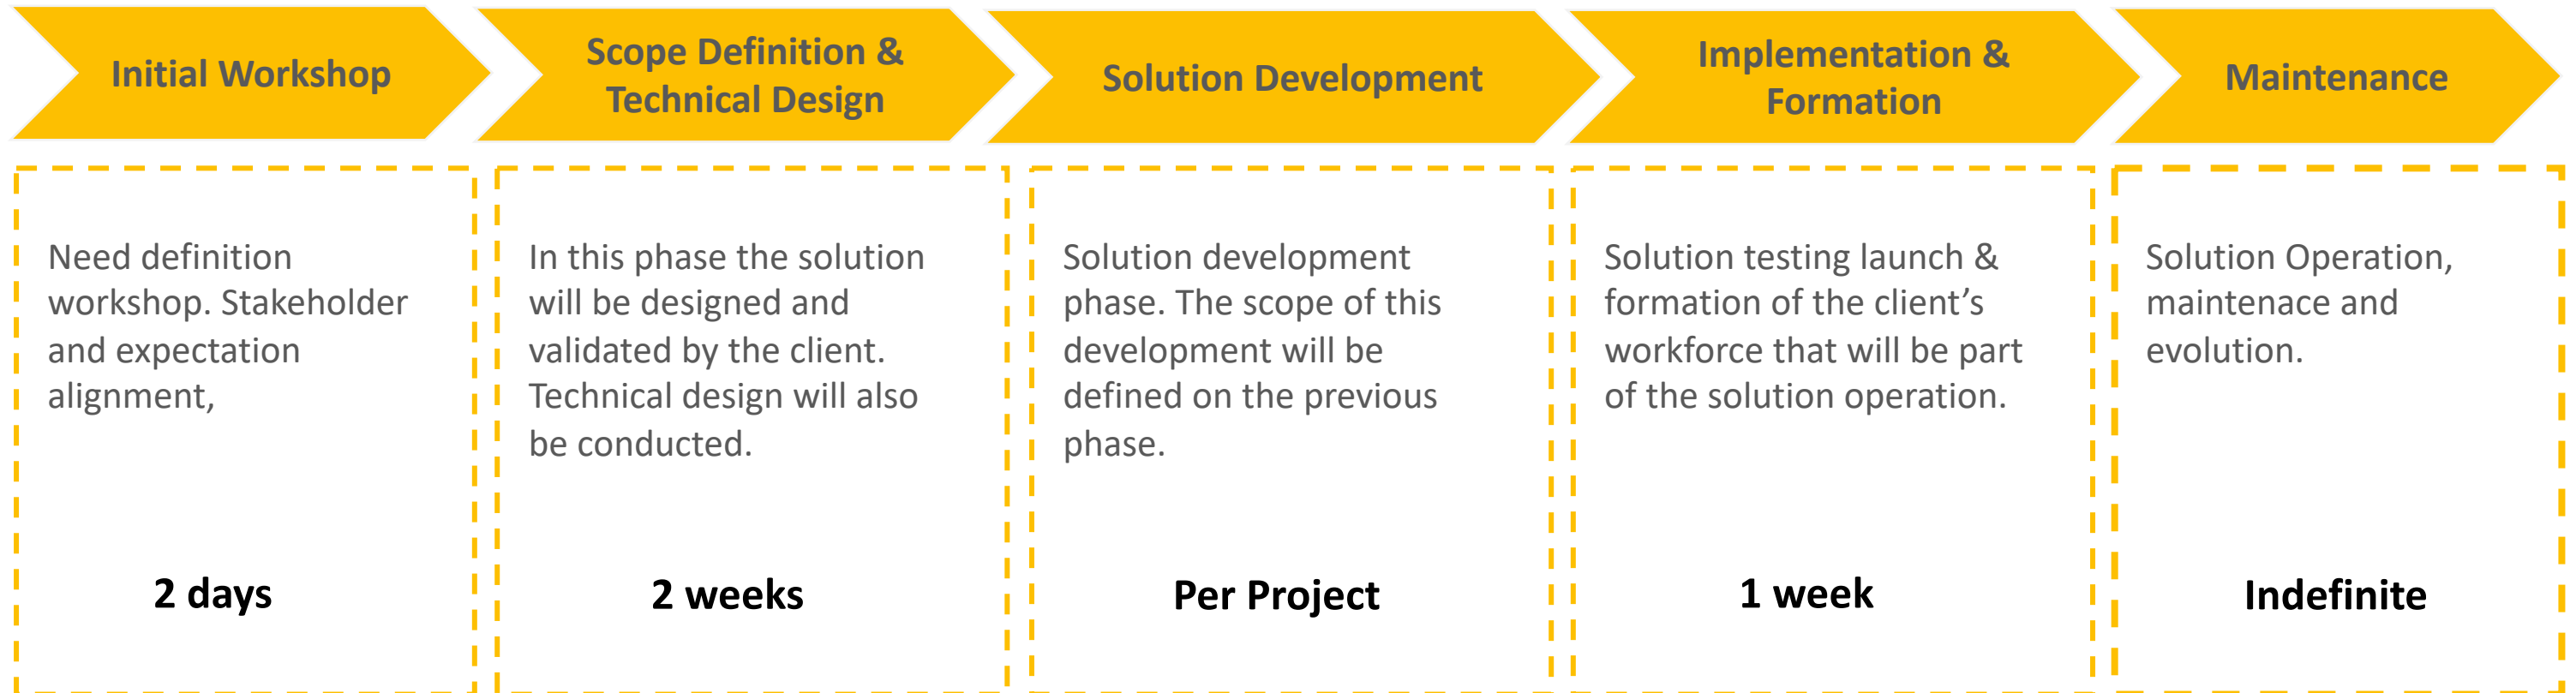 Initial Workshop
Scope Definition &
Technical Design
Solution Development
Implementation &
Formation
Maintenance
Need definition
workshop. Stakeholder
and expectation
alignment,
2 days
In this phase the solution
will be designed and
validated by the client.
Technical design will also
be conducted.
2 weeks
Solution development
phase. The scope of this
development will be
defined on the previous
phase.
Per Project
Solution testing launch &
formation of the client’s
workforce that will be part
of the solution operation.
1 week
Solution Operation,
maintenace and
evolution.
Indefinite